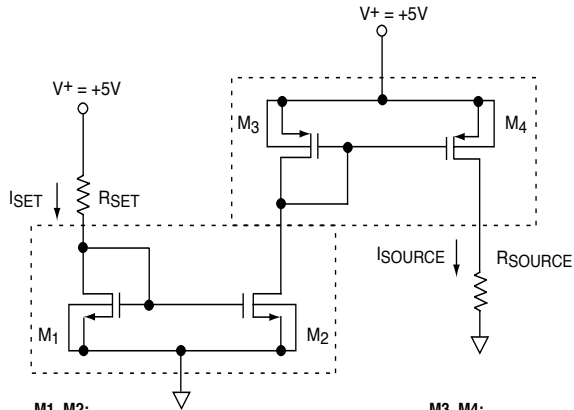 V+ = +5V
V+ = +5V
M3
M4
ISET
RSET
ISOURCE
RSOURCE
M1
M2
M1, M2:
M3, M4: